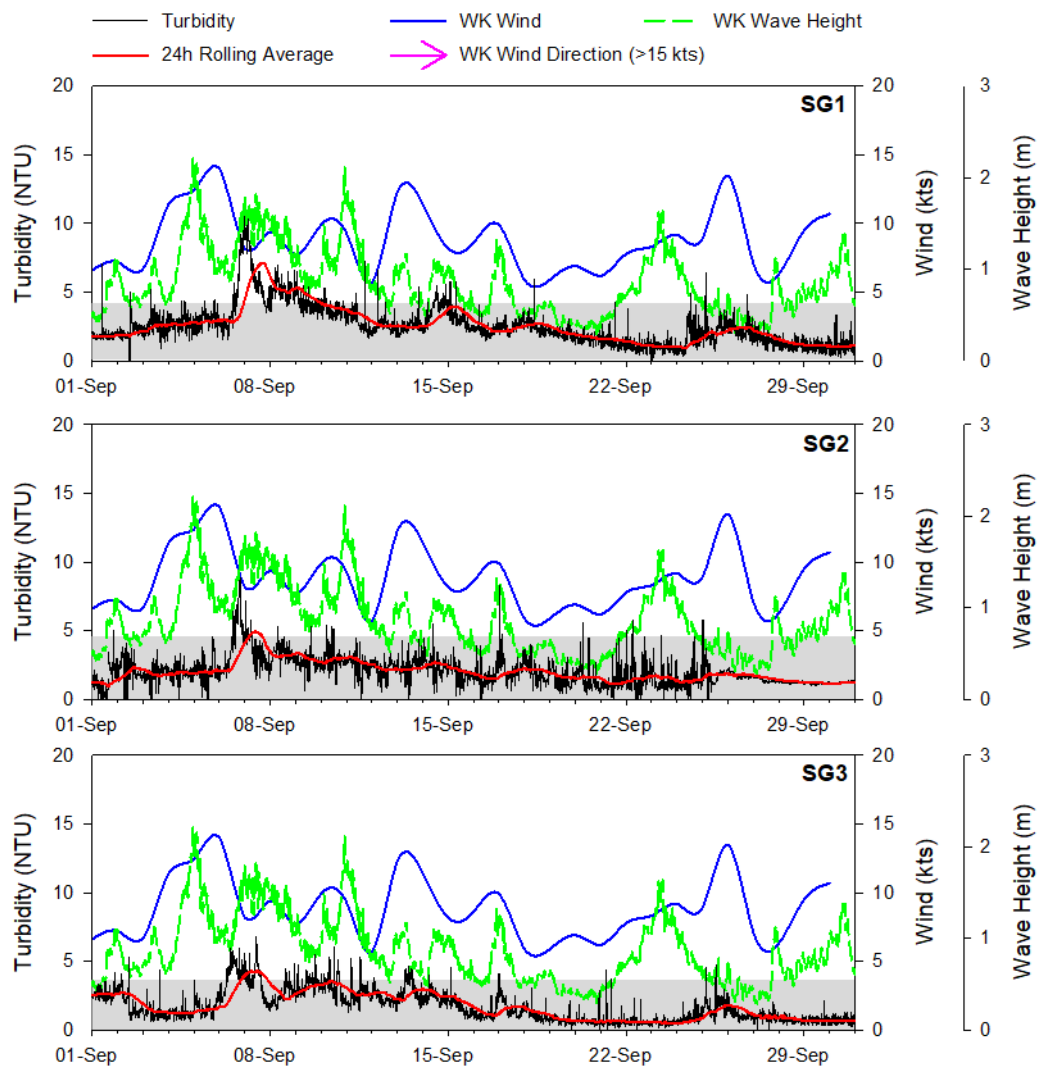 Turbidity WK Wind WK Wave Height
24h Rolling Average WK Wind Direction (>15 kts)
SG1
Turbidity (NTU)
20
15
10
5
0
01-Sep 08-Sep 15-Sep 22-Sep 29-Sep
Wind (kts)
20
15
10
5
0
Wave Height (m)
3
2
1
0
SG2
Turbidity (NTU)
20
15
10
5
0
01-Sep 08-Sep 15-Sep 22-Sep 29-Sep
Wind (kts)
20
15
10
5
0
Wave Height (m)
3
2
1
0
SG3
Turbidity (NTU)
20
15
10
5
0
01-Sep 08-Sep 15-Sep 22-Sep 29-Sep
Wind (kts)
20
15
10
5
0
Wave Height (m)
3
2
1
0